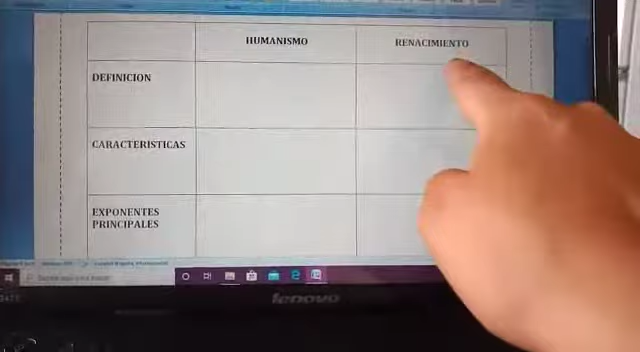 HUMANISMO
RENACIMIENTO
DEFINICION
CARACTERISTICAS
EXPONENTES
PRINCIPALES
lenovo